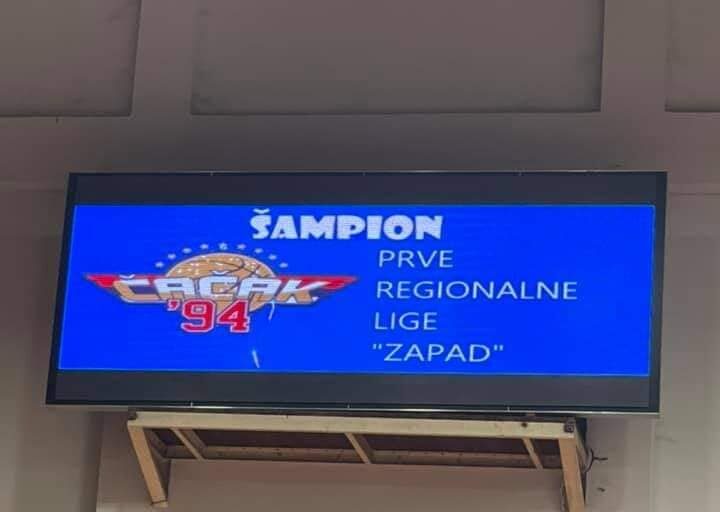 ŠAMPION
ČAČAK
'94
PRVE
REGIONALNE
LIGE
"ZAPAD"